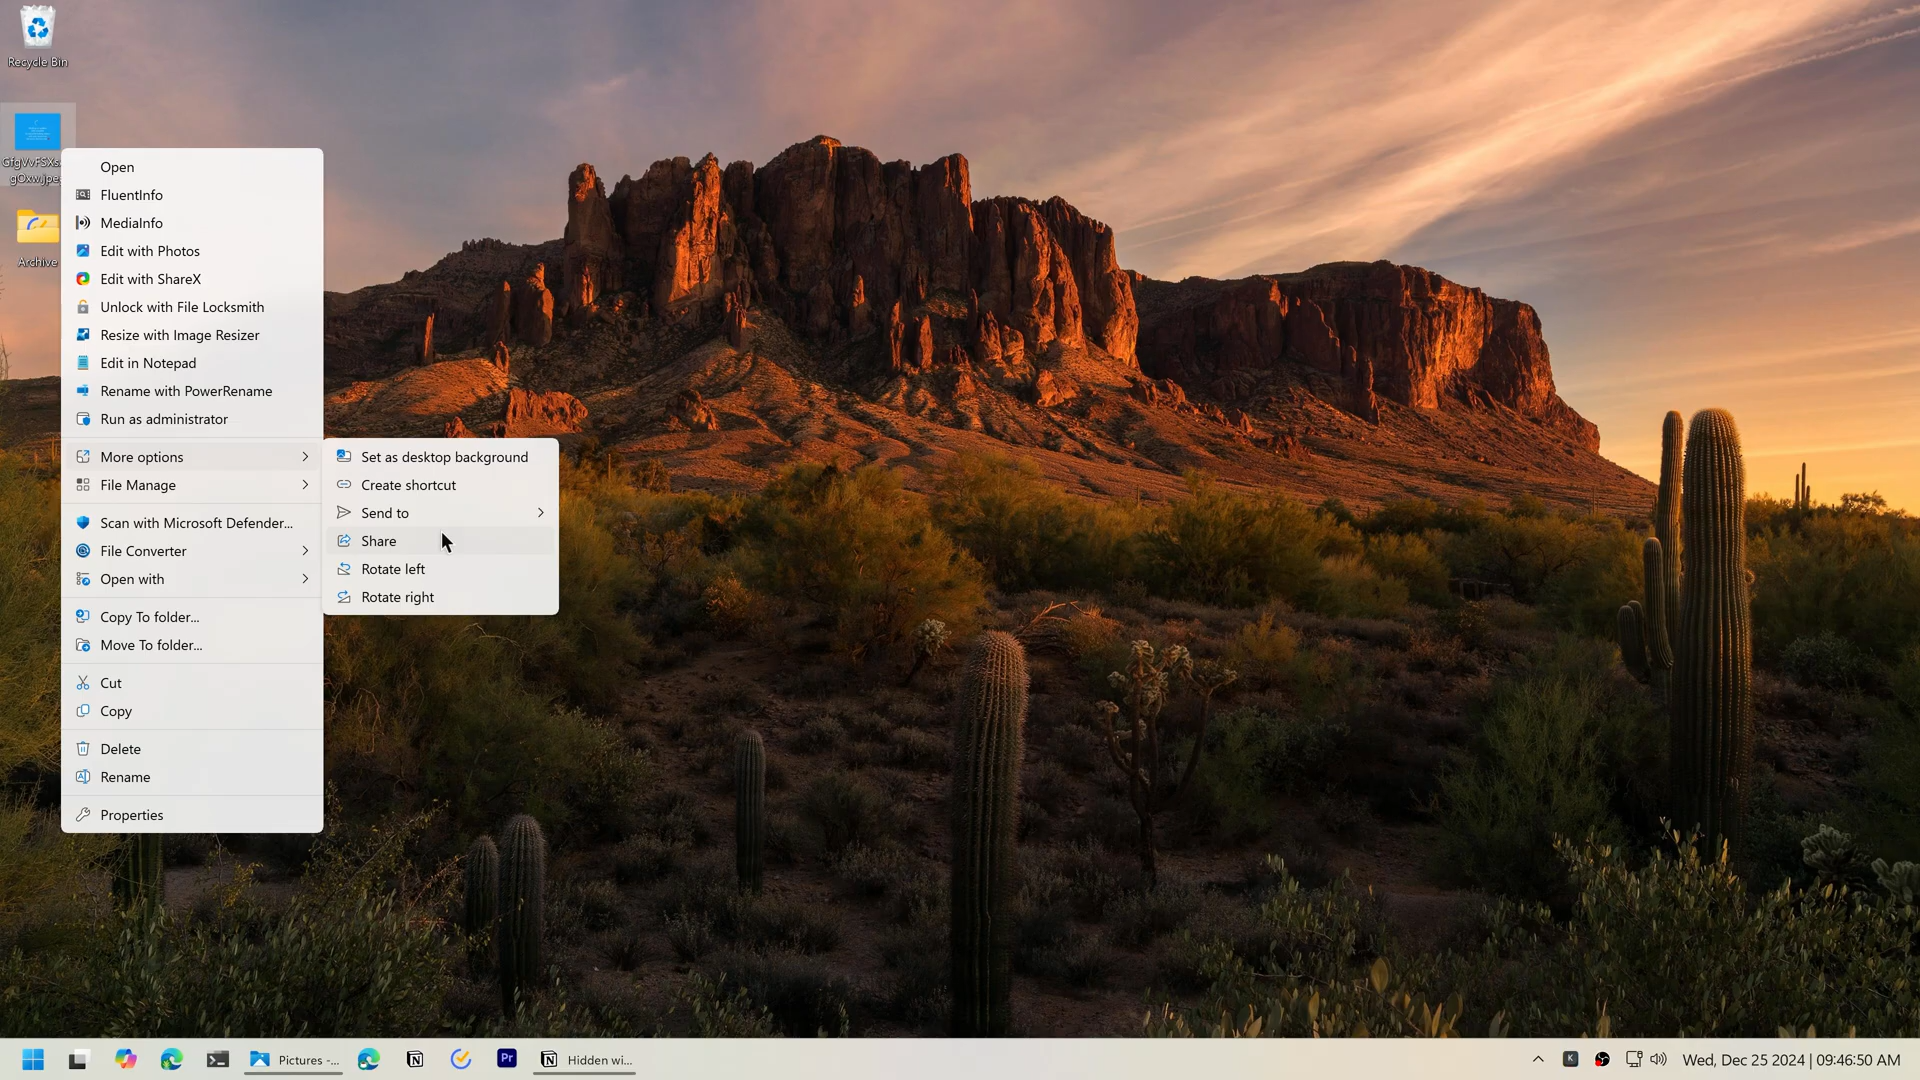 Recycle Bin
Archive
Open
FluentInfo
MediaInfo
Edit with Photos
Edit with ShareX
Unlock with File Locksmith
Resize with Image Resizer
Edit in Notepad
Rename with PowerRename
Run as administrator
More options
File Manage
Scan with Microsoft Defender...
File Converter
Open with
Copy To folder...
Move To folder...
Cut
Copy
Delete
Rename
Properties
Set as desktop background
Create shortcut
Send to
Share
Rotate left
Rotate right
Pictures -...
Pr
Hidden wi...
K
Wed, Dec 25 2024 | 09:46:50 AM